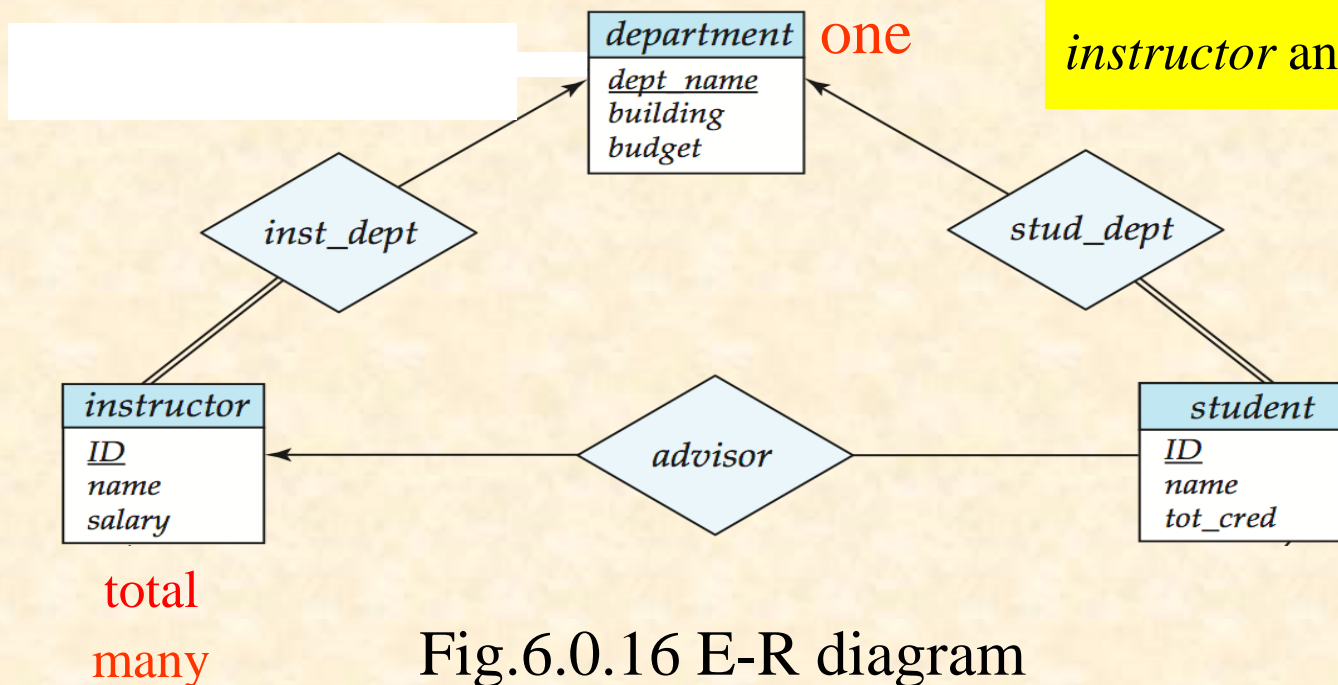 department
one
instructor an
dept_name
building
budget
inst_dept
stud_dept
instructor
ID
name
salary
advisor
student
ID
name
tot_cred
total
many
Fig.6.0.16 E-R diagram